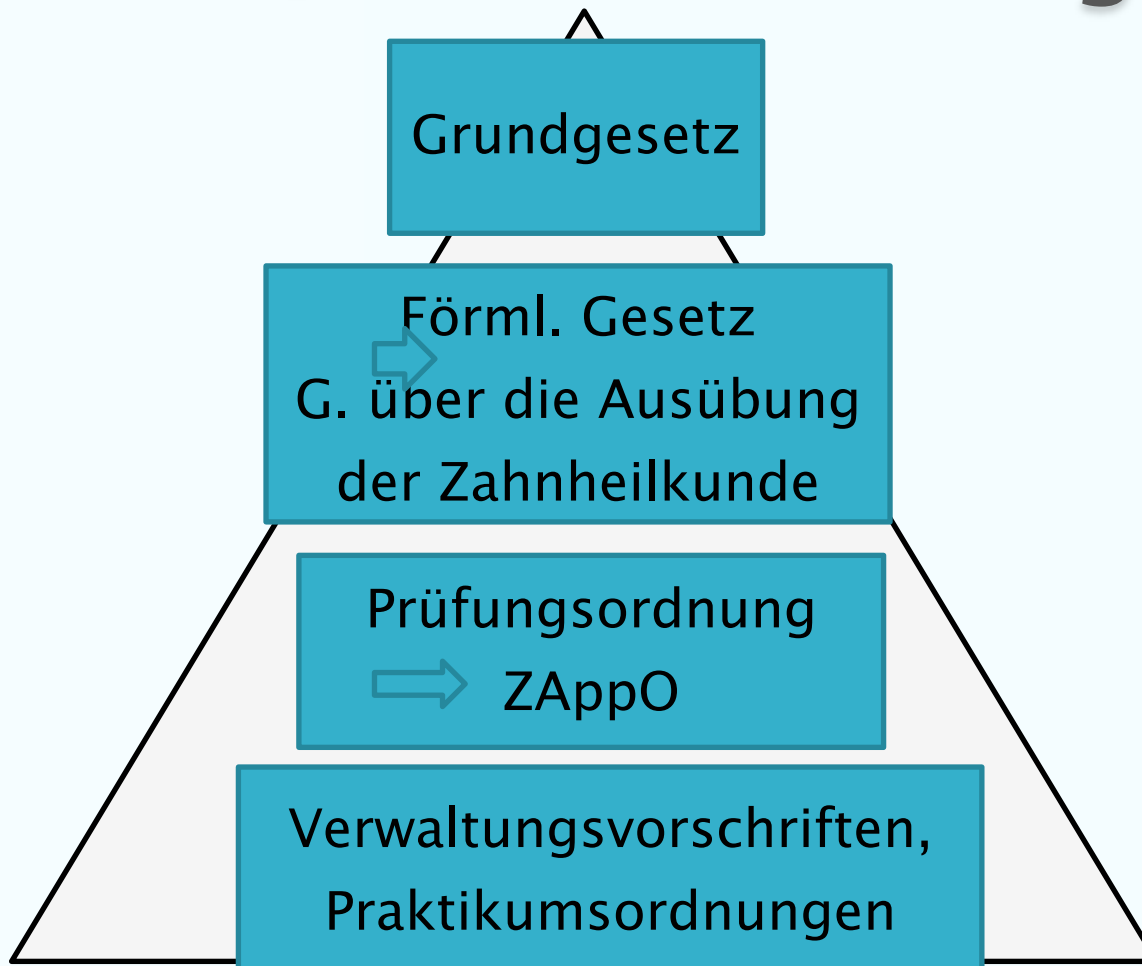 Grundgesetz
Förml. Gesetz
G. über die Ausübung
der Zahnheilkunde
Prüfungsordnung
ZAppO
Verwaltungsvorschriften,
Praktikumsordnungen